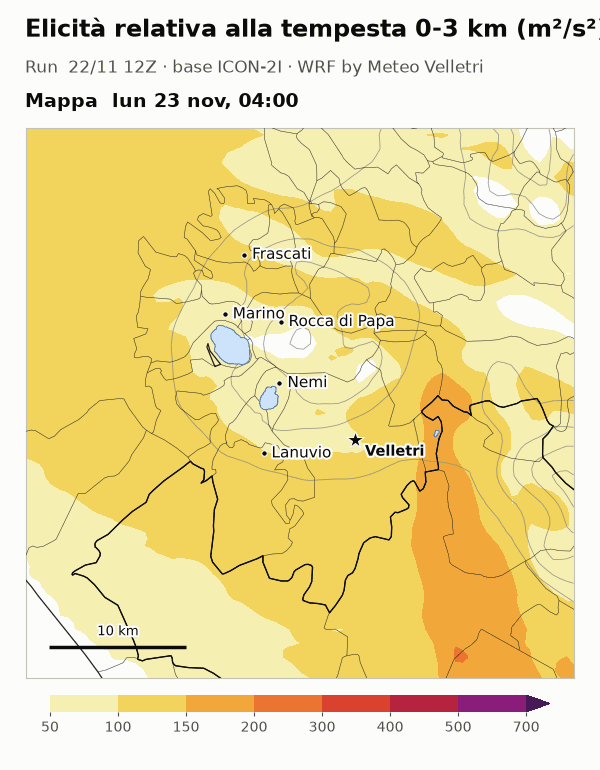 Elicità relativa alla tempesta 0-3 km (m²/s²)
Run 22/11 12Z · base ICON-2I · WRF by Meteo Velletri
Mappa lun 23 nov, 04:00
Frascati
Marino
Rocca di Papa
Nemi
Velletri
Lanuvio
10 km
50 100 150 200 300 400 500 700